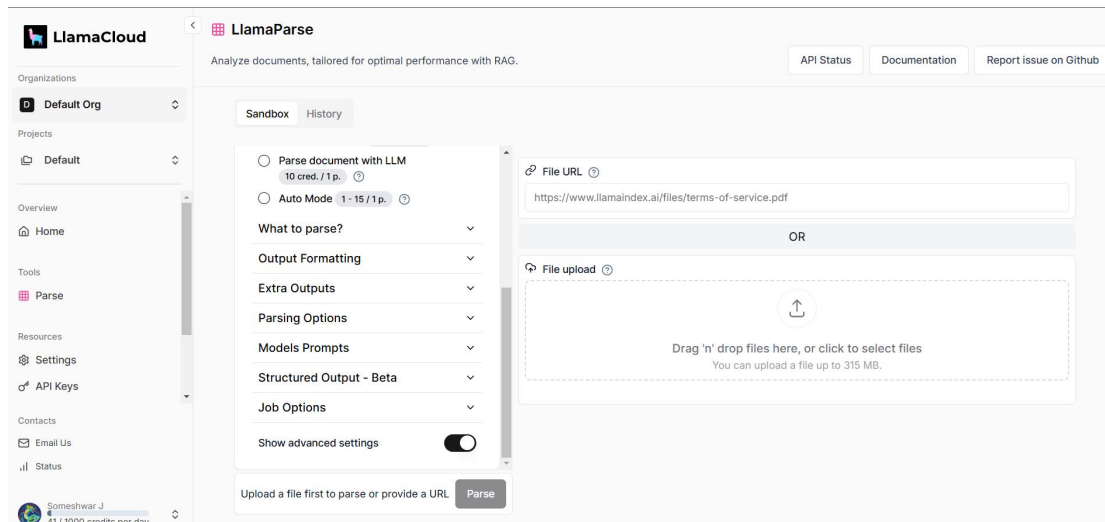 LlamaCloud
Organizations
D Default Org
Projects
Default
Overview
Home
Tools
Parse
Resources
Settings
API Keys
Contacts
Email Us
Status
Someshwar J
41 / 1000 credits per day
LlamaParse
Analyze documents, tailored for optimal performance with RAG.
API Status
Documentation
Report issue on Github
Sandbox
History
Parse document with LLM
10 cred. / 1 p.
Auto Mode 1 - 15 / 1 p.
What to parse?
Output Formatting
Extra Outputs
Parsing Options
Models Prompts
Structured Output - Beta
Job Options
Show advanced settings
Upload a file first to parse or provide a URL
Parse
File URL
https://www.llamaindex.ai/files/terms-of-service.pdf
OR
File upload
Drag 'n' drop files here, or click to select files
You can upload a file up to 315 MB.